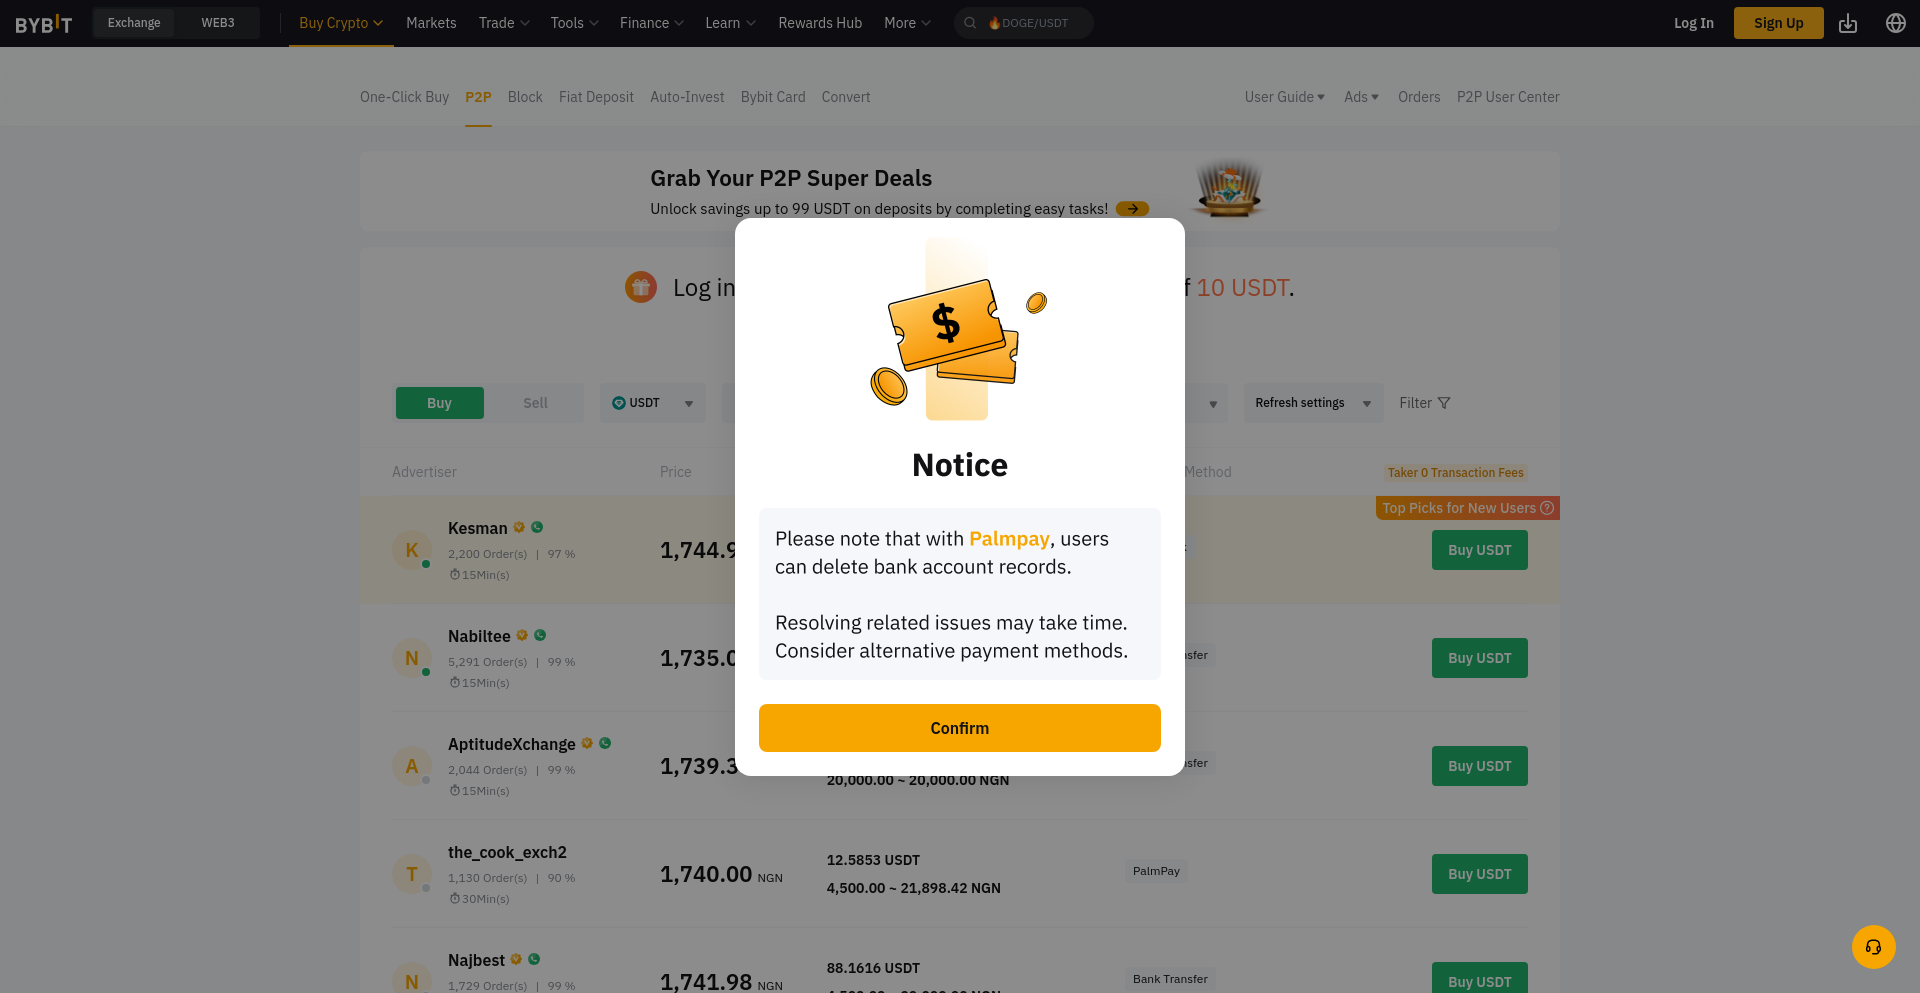 BYBIT Exchange WEB3 Buy Crypto Markets Trade Tools Finance Learn Rewards Hub More DOGE/USDT Log In Sign Up
One-Click Buy P2P Block Fiat Deposit Auto-Invest Bybit Card Convert User Guide Ads Orders P2P User Center
Grab Your P2P Super Deals
Unlock savings up to 99 USDT on deposits by completing easy tasks!
Log in 10 USDT.
Buy Sell USDT Refresh settings Filter
Advertiser Price Method Taker 0 Transaction Fees
Top Picks for New Users
K Kesman
2,200 Order(s) | 97 %
15Min(s)
1,744.9
Buy USDT
N Nabiltee
5,291 Order(s) | 99 %
15Min(s)
1,735.0
Buy USDT
A AptitudeXchange
2,044 Order(s) | 99 %
15Min(s)
1,739.3
20,000.00 ~ 20,000.00 NGN
Buy USDT
T the_cook_exch2
1,130 Order(s) | 90 %
30Min(s)
1,740.00 NGN
12.5853 USDT
4,500.00 ~ 21,898.42 NGN
PalmPay
Buy USDT
N Najbest
1,729 Order(s) | 99 %
1,741.98 NGN
88.1616 USDT
Bank Transfer
Buy USDT
$
Notice
Please note that with Palmpay, users
can delete bank account records.
Resolving related issues may take time.
Consider alternative payment methods.
Confirm